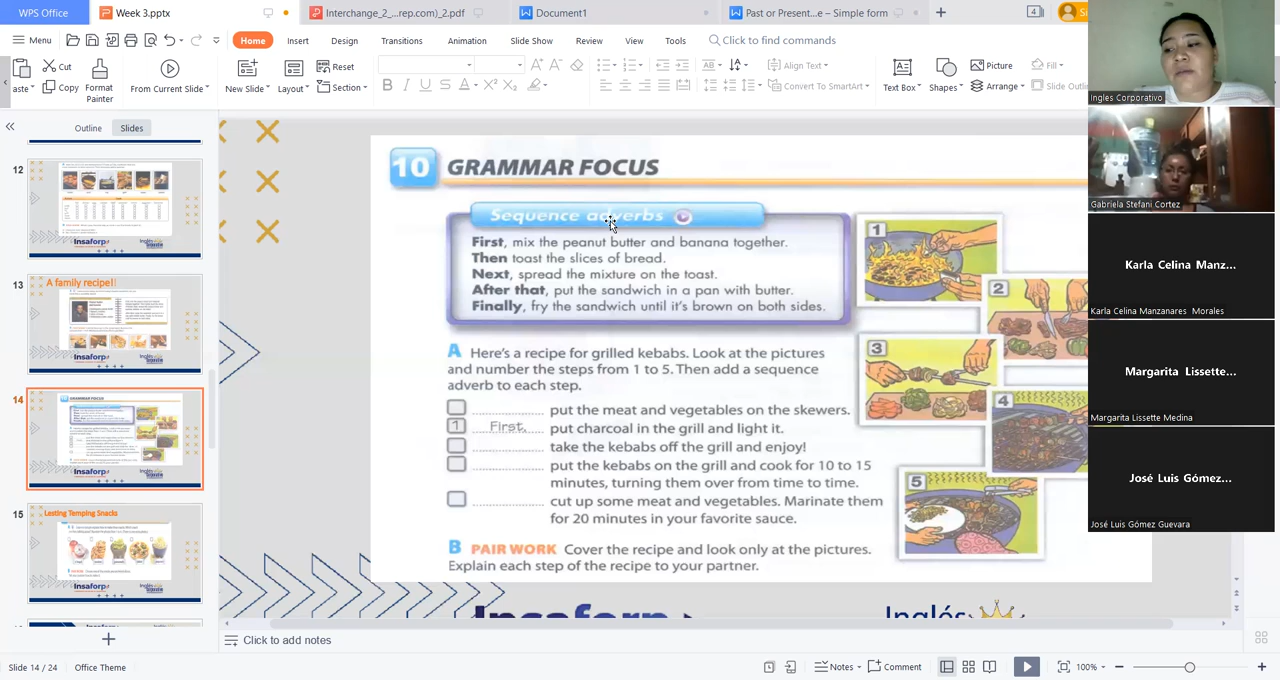 WPS Office
Week 3.pptx
Interchange_2_...rep.com)_2.pdf
Document1
Past or Present...e – Simple form
4
Menu
Home
Insert
Design
Transitions
Animation
Slide Show
Review
View
Tools
Click to find commands
aste
Cut
Copy
Format
Painter
From Current Slide
New Slide
Layout
Reset
Section
Align Text
Convert To SmartArt
Text Box
Shapes
Picture
Arrange
Fill
Slide Outlin
Outline
Slides
12
13
A family recipe!
14
15
Lesting Temping Snacks
10 GRAMMAR FOCUS
Sequence adverbs
First, mix the peanut butter and banana together.
Then toast the slices of bread.
Next, spread the mixture on the toast.
After that, put the sandwich in a pan with butter.
Finally, fry the sandwich until it's brown on both sides.
A Here's a recipe for grilled kebabs. Look at the pictures
and number the steps from 1 to 5. Then add a sequence
adverb to each step.
put the meat and vegetables on the skewers.
1 First, put charcoal in the grill and light it.
take the kebabs off the grill and enjoy!
put the kebabs on the grill and cook for 10 to 15
minutes, turning them over from time to time.
cut up some meat and vegetables. Marinate them
for 20 minutes in your favorite sauce.
B PAIR WORK Cover the recipe and look only at the pictures.
Explain each step of the recipe to your partner.
1
2
3
4
5
Insaforp
Inglés
Ingles Corporativo
Gabriela Stefani Cortez
Karla Celina Manz...
Karla Celina Manzanares Morales
Margarita Lissette...
Margarita Lissette Medina
José Luis Gómez...
José Luis Gómez Guevara
Click to add notes
Slide 14 / 24
Office Theme
Notes
Comment
100%